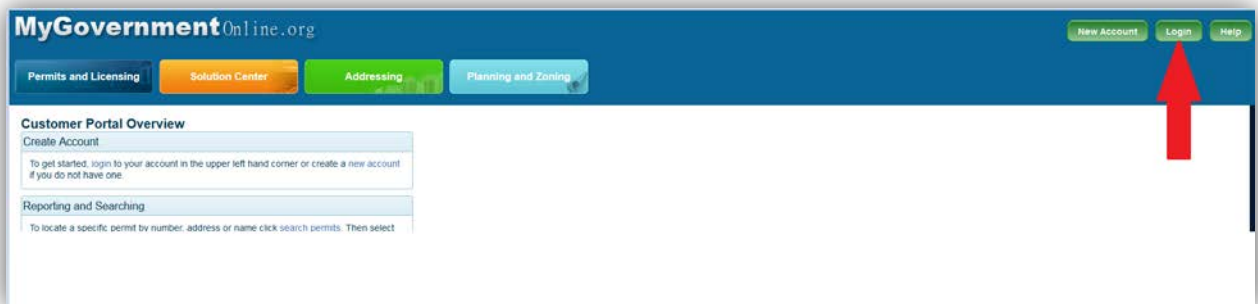 MyGovernmentOnline.org
New Account Login Help
Permits and Licensing Solution Center Addressing Planning and Zoning
Customer Portal Overview
Create Account
To get started, login to your account in the upper left hand corner or create a new account
if you do not have one.
Reporting and Searching
To locate a specific permit by number, address or name click search permits. Then select